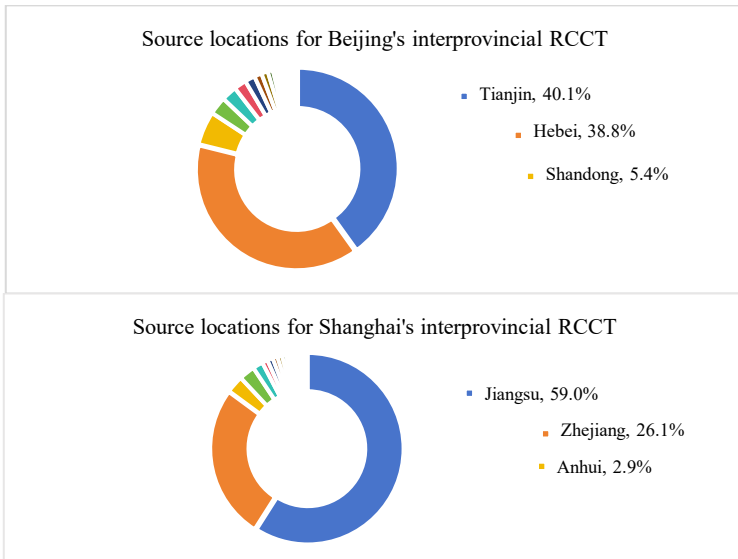 Source locations for Beijing's interprovincial RCCT
Tianjin, 40.1%
Hebei, 38.8%
Shandong, 5.4%
Source locations for Shanghai's interprovincial RCCT
Jiangsu, 59.0%
Zhejiang, 26.1%
Anhui, 2.9%